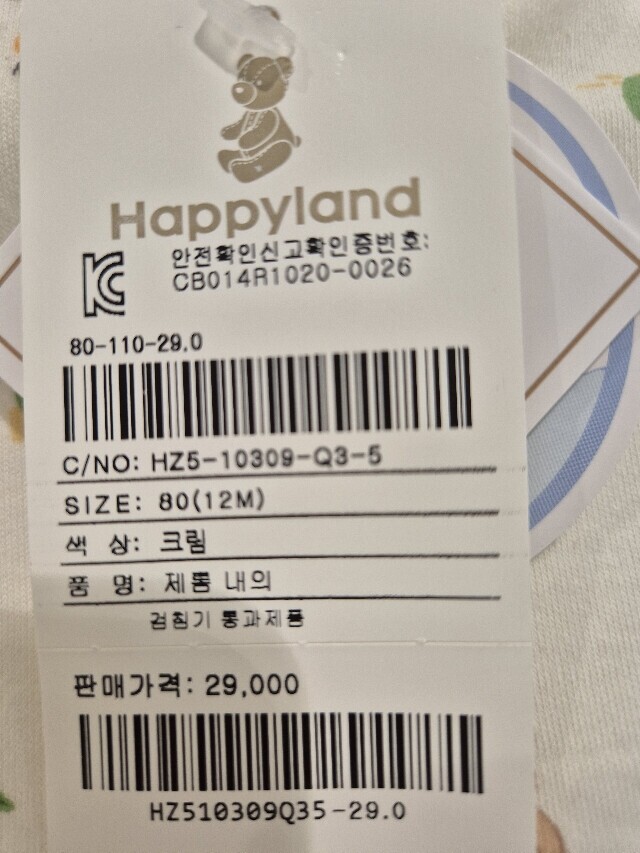 Happyland
안전확인신고확인증번호:
CB014R1020-0026
80-110-29.0
C/NO: HZ5-10309-Q3-5
SIZE: 80(12M)
색 상: 크림
품 명: 제톰 내의
검침기 통과제품
판매가격: 29,000
HZ510309Q35-29.0